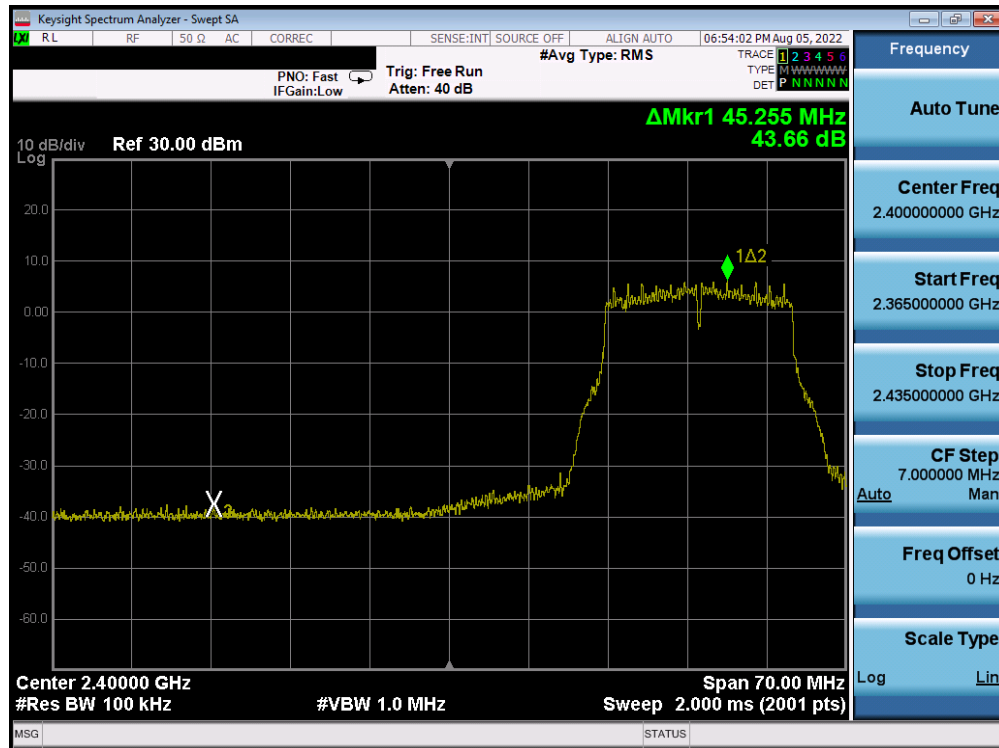 Keysight Spectrum Analyzer - Swept SA
LXI RL RF 50 Ω AC CORREC SENSE:INT SOURCE OFF ALIGN AUTO 06:54:02 PM Aug 05, 2022
#Avg Type: RMS
TRACE 1 2 3 4 5 6
TYPE M W W W W W
DET P N N N N N
PNO: Fast
IFGain:Low
Trig: Free Run
Atten: 40 dB
ΔMkr1 45.255 MHz
43.66 dB
10 dB/div Ref 30.00 dBm
Log
20.0
10.0
0.00
-10.0
-20.0
-30.0
-40.0
-50.0
-60.0
1Δ2
X2
Center 2.40000 GHz
Span 70.00 MHz
#Res BW 100 kHz
#VBW 1.0 MHz
Sweep 2.000 ms (2001 pts)
MSG
STATUS
Frequency
Auto Tune
Center Freq
2.400000000 GHz
Start Freq
2.365000000 GHz
Stop Freq
2.435000000 GHz
CF Step
7.000000 MHz
Auto Man
Freq Offset
0 Hz
Scale Type
Log Lin